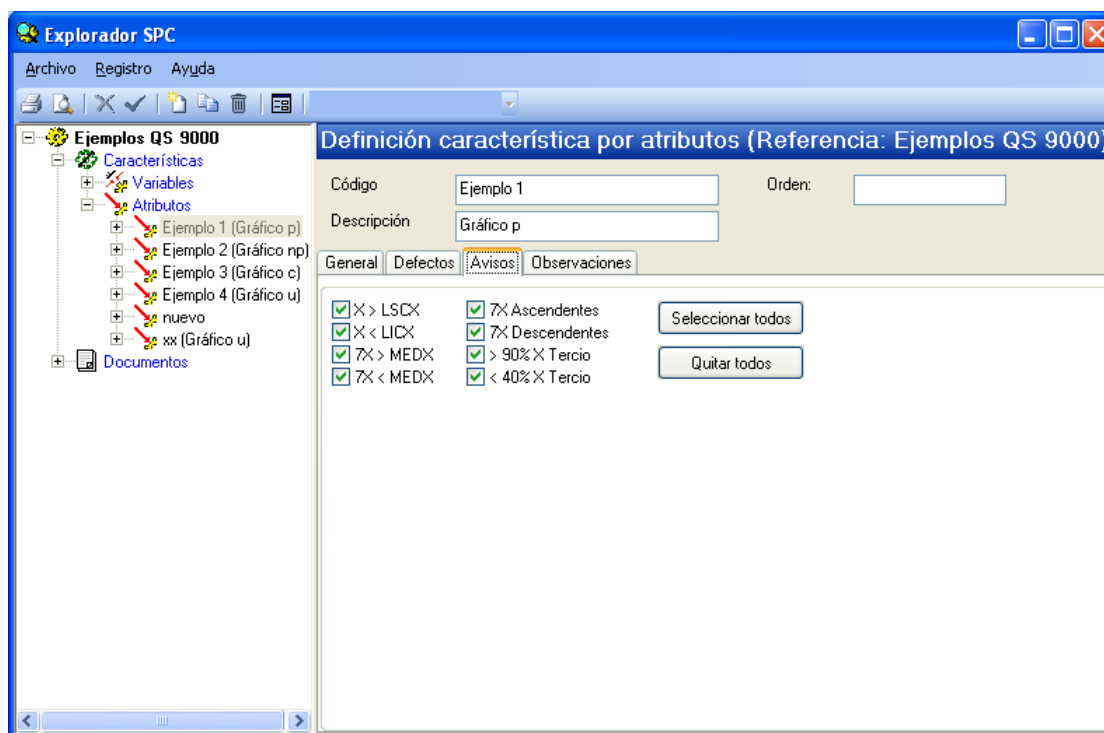 Explorador SPC
Archivo Registro Ayuda
Ejemplos QS 9000
Características
Variables
Atributos
Ejemplo 1 (Gráfico p)
Ejemplo 2 (Gráfico np)
Ejemplo 3 (Gráfico c)
Ejemplo 4 (Gráfico u)
nuevo
xx (Gráfico u)
Documentos
Definición característica por atributos (Referencia: Ejemplos QS 9000)
Código Ejemplo 1 Orden:
Descripción Gráfico p
General Defectos Avisos Observaciones
X > LSCX 7X Ascendentes Seleccionar todos
X < LICX 7X Descendentes
7X > MEDX > 90% X Tercio Quitar todos
7X < MEDX < 40% X Tercio